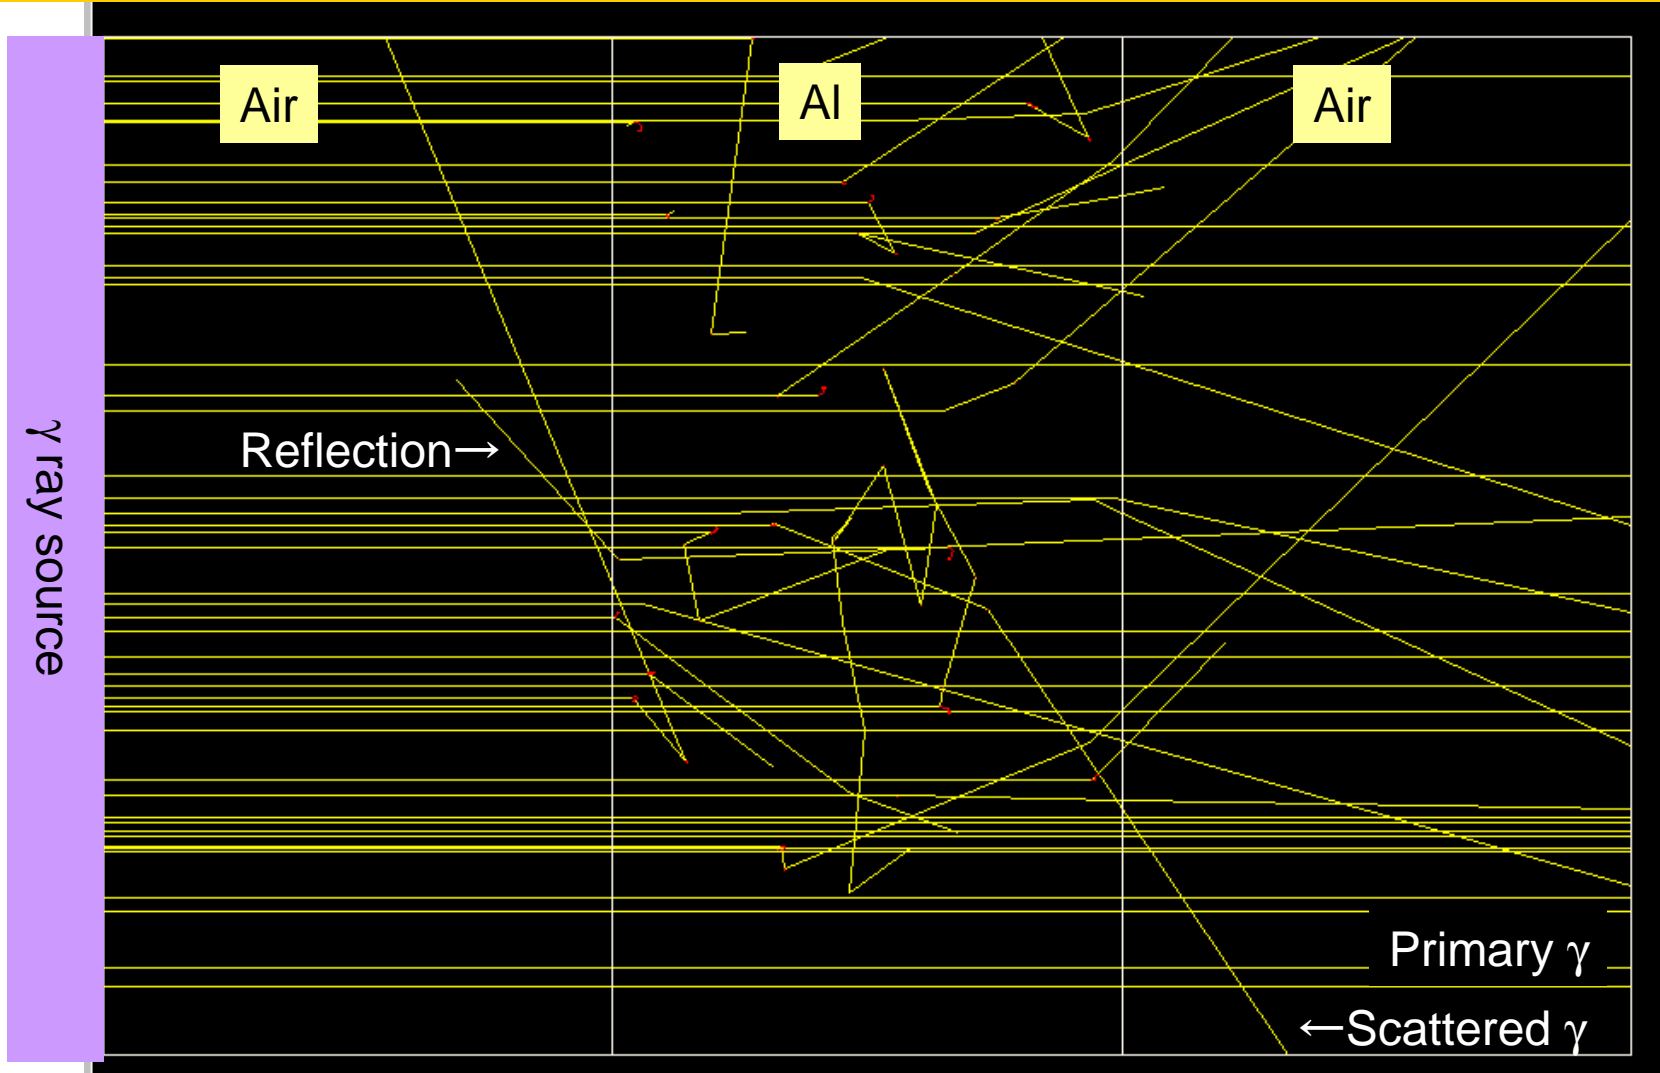 Air
Al
Air
γ ray source
Reflection→
Primary γ
←Scattered γ